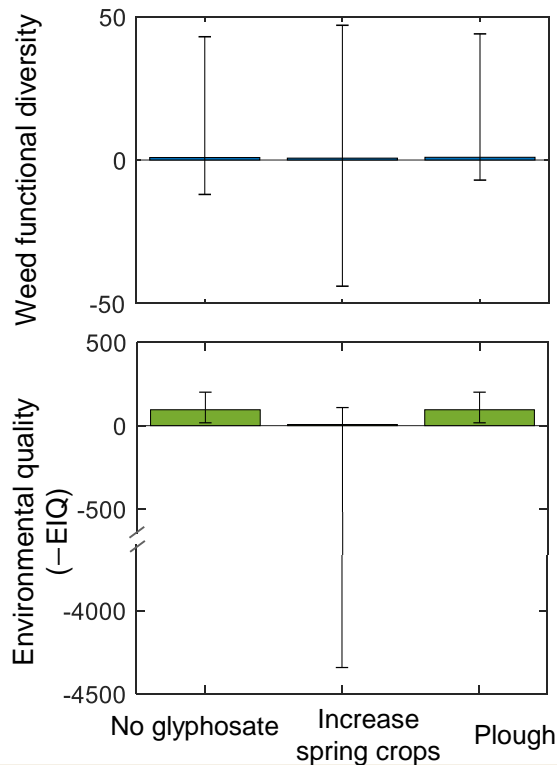 Weed functional diversity
50
0
-50
Environmental quality
(−EIQ)
500
0
-500
-4000
-4500
No glyphosate
Increase
spring crops
Plough